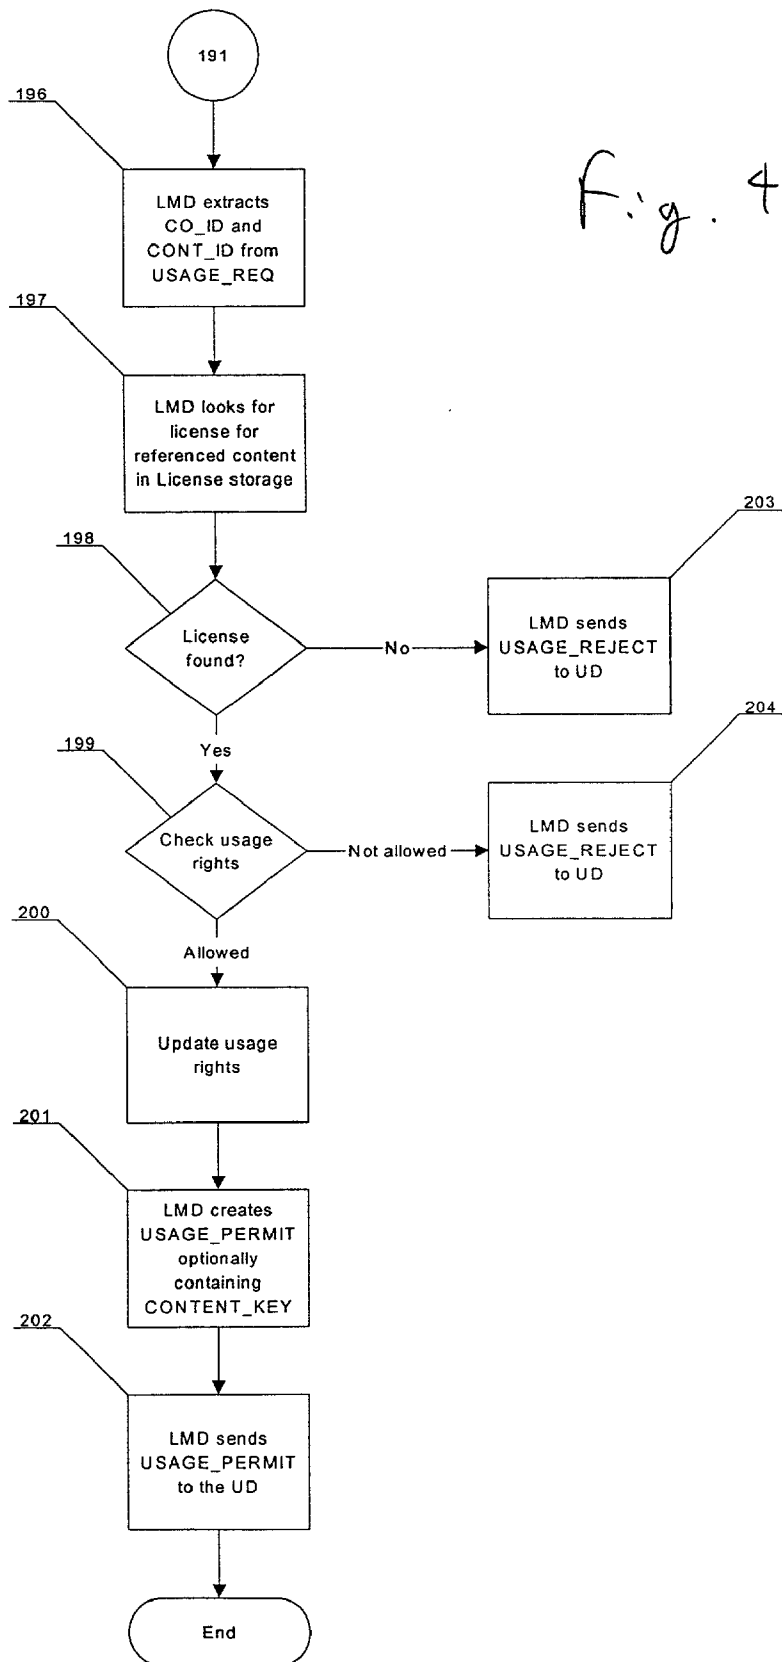 191
196
Fig. 4
LMD extracts
CO_ID and
CONT_ID from
USAGE_REQ
197
LMD looks for
license for
referenced content
in License storage
203
198
License
found?
No
LMD sends
USAGE_REJECT
to UD
204
199
Yes
Check usage
rights
Not allowed
LMD sends
USAGE_REJECT
to UD
200
Allowed
Update usage
rights
201
LMD creates
USAGE_PERMIT
optionally
containing
CONTENT_KEY
202
LMD sends
USAGE_PERMIT
to the UD
End